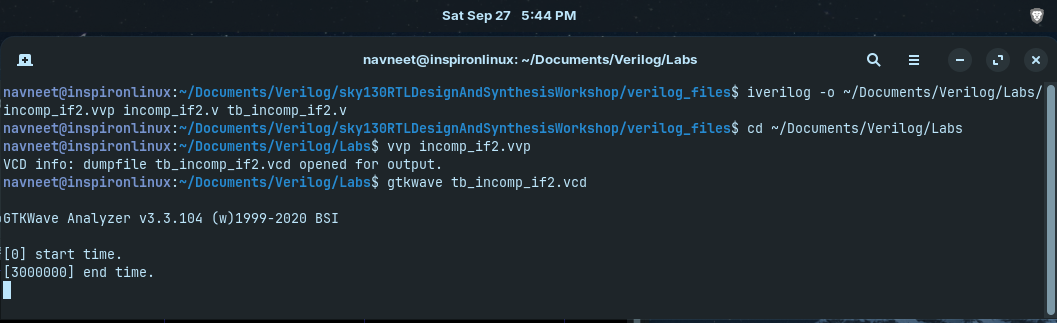 Sat Sep 27 5:44 PM
navneet@inspironlinux: ~/Documents/Verilog/Labs
navneet@inspironlinux:~/Documents/Verilog/sky130RTLDesignAndSynthesisWorkshop/verilog_files$ iverilog -o ~/Documents/Verilog/Labs/
incomp_if2.vvp incomp_if2.v tb_incomp_if2.v
navneet@inspironlinux:~/Documents/Verilog/sky130RTLDesignAndSynthesisWorkshop/verilog_files$ cd ~/Documents/Verilog/Labs
navneet@inspironlinux:~/Documents/Verilog/Labs$ vvp incomp_if2.vvp
VCD info: dumpfile tb_incomp_if2.vcd opened for output.
navneet@inspironlinux:~/Documents/Verilog/Labs$ gtkwave tb_incomp_if2.vcd
GTKWave Analyzer v3.3.104 (w)1999-2020 BSI
[0] start time.
[3000000] end time.